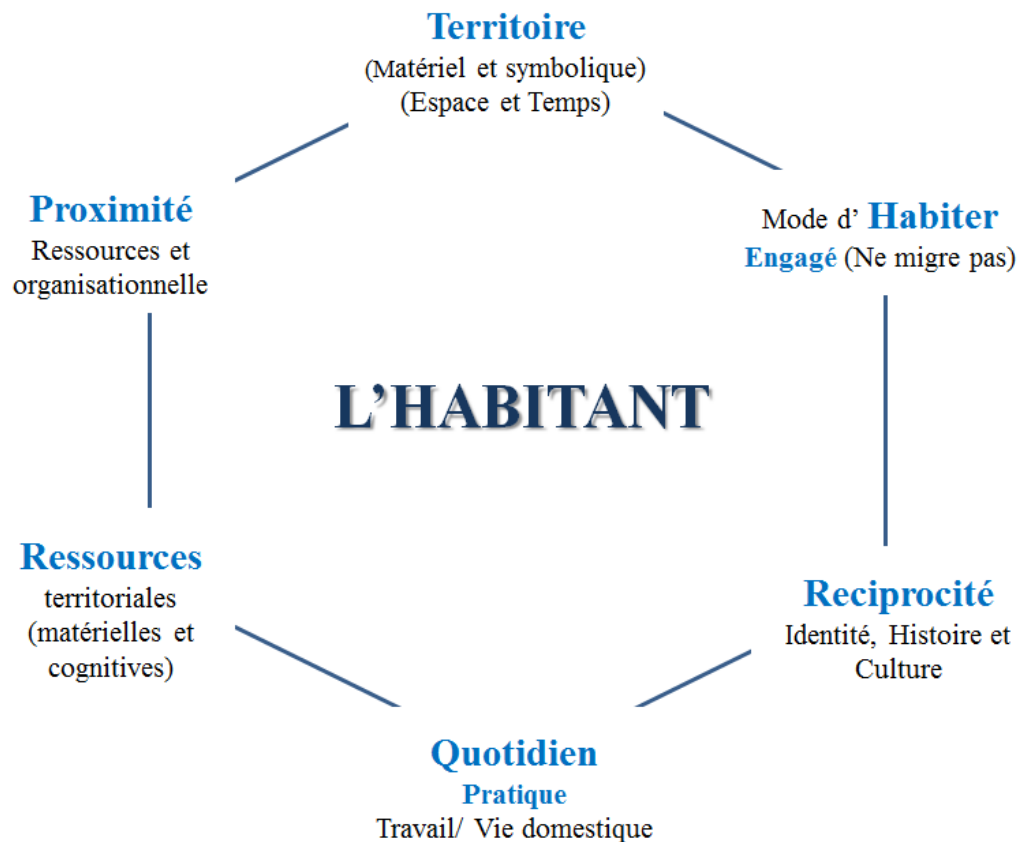 Territoire
(Matériel et symbolique)
(Espace et Temps)
Mode d’ Habiter
Engagé (Ne migre pas)
Proximité
Ressources et
organisationnelle
L’HABITANT
Ressources
territoriales
(matérielles et
cognitives)
Reciprocité
Identité, Histoire et
Culture
Quotidien
Pratique
Travail/ Vie domestique